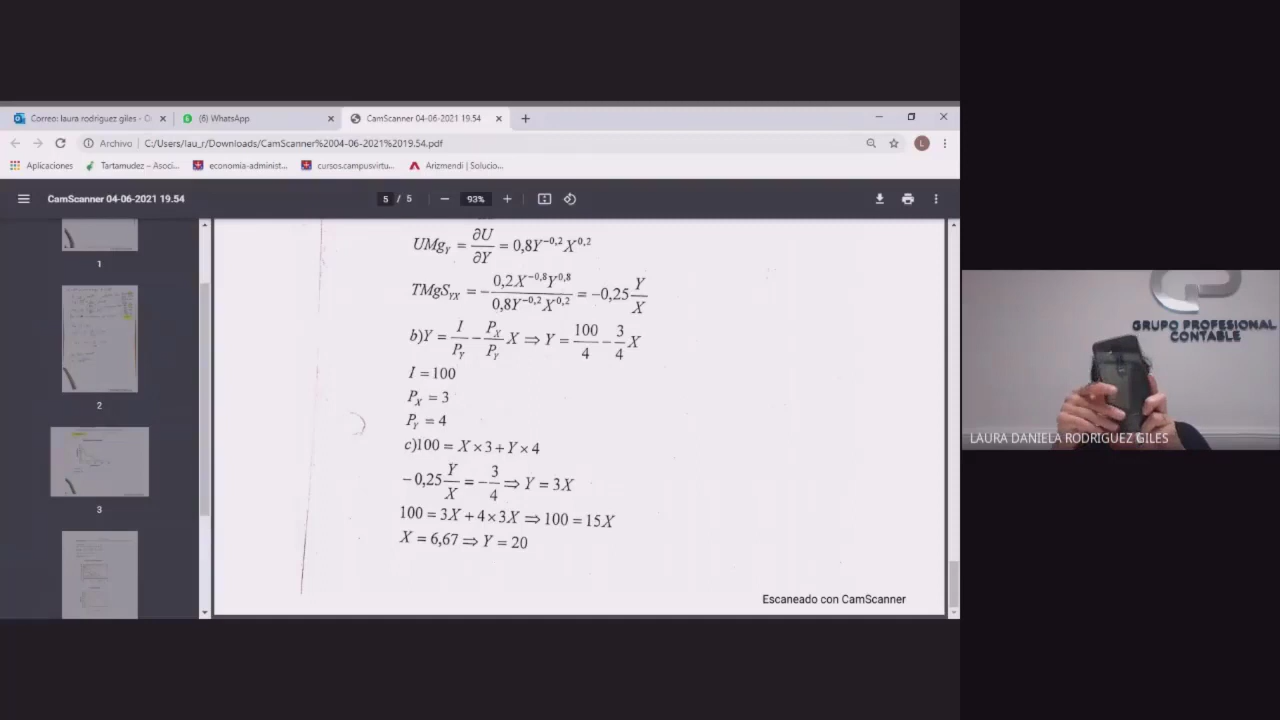 Correo: laura rodriguez giles - O
(6) WhatsApp
CamScanner 04-06-2021 19.54
Archivo
C:/Users/lau_r/Downloads/CamScanner%2004-06-2021%2019.54.pdf
L
Aplicaciones
Tartamudez – Asoci...
economia-administ...
cursos.campusvirtu...
Arizmendi | Solucio...
CamScanner 04-06-2021 19.54
5 / 5
93%
1
2
3
UMg_Y = ∂U/∂Y = 0,8Y^−0,2 X^0,2
TMgS_YX = − 0,2X^−0,8 Y^0,8 / 0,8Y^−0,2 X^0,2 = −0,25 Y/X
b)Y = I/P_Y − P_X/P_Y X ⇒ Y = 100/4 − 3/4 X
I = 100
P_X = 3
P_Y = 4
c)100 = X × 3 + Y × 4
−0,25 Y/X = − 3/4 ⇒ Y = 3X
100 = 3X + 4 × 3X ⇒ 100 = 15X
X = 6,67 ⇒ Y = 20
Escaneado con CamScanner
GRUPO PROFESIONAL
CONTABLE
LAURA DANIELA RODRIGUEZ GILES